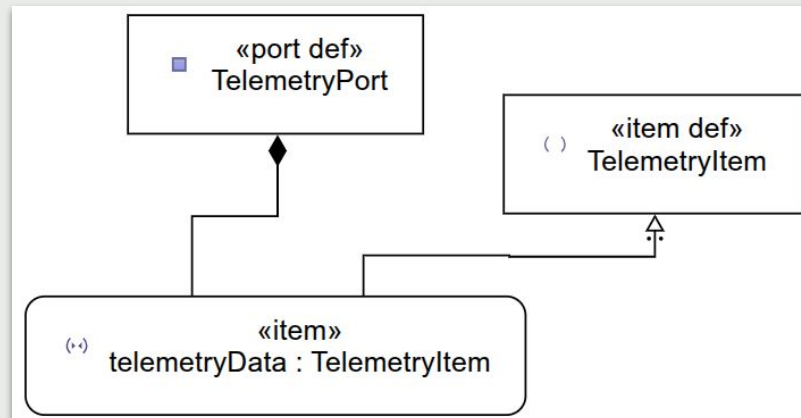 «port def»
TelemetryPort
«item def»
TelemetryItem
«item»
telemetryData : TelemetryItem